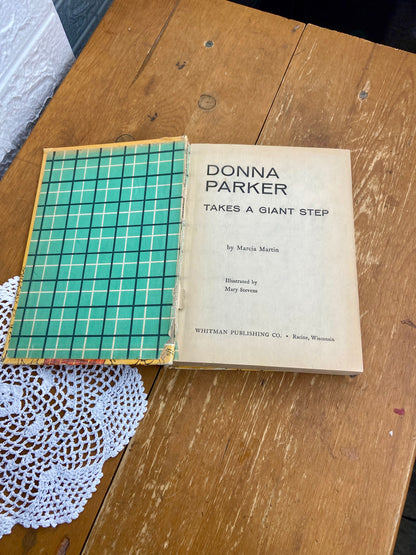 DONNA
PARKER
TAKES A GIANT STEP
by Marcia Martin
Illustrated by
Mary Stevens
WHITMAN PUBLISHING CO. • Racine, Wisconsin